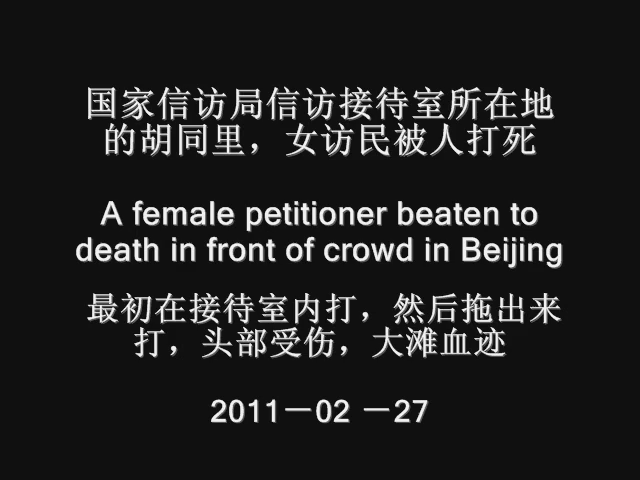 国家信访局信访接待室所在地
的胡同里，女访民被人打死
A female petitioner beaten to
death in front of crowd in Beijing
最初在接待室内打，然后拖出来
打，头部受伤，大滩血迹
2011－02 －27